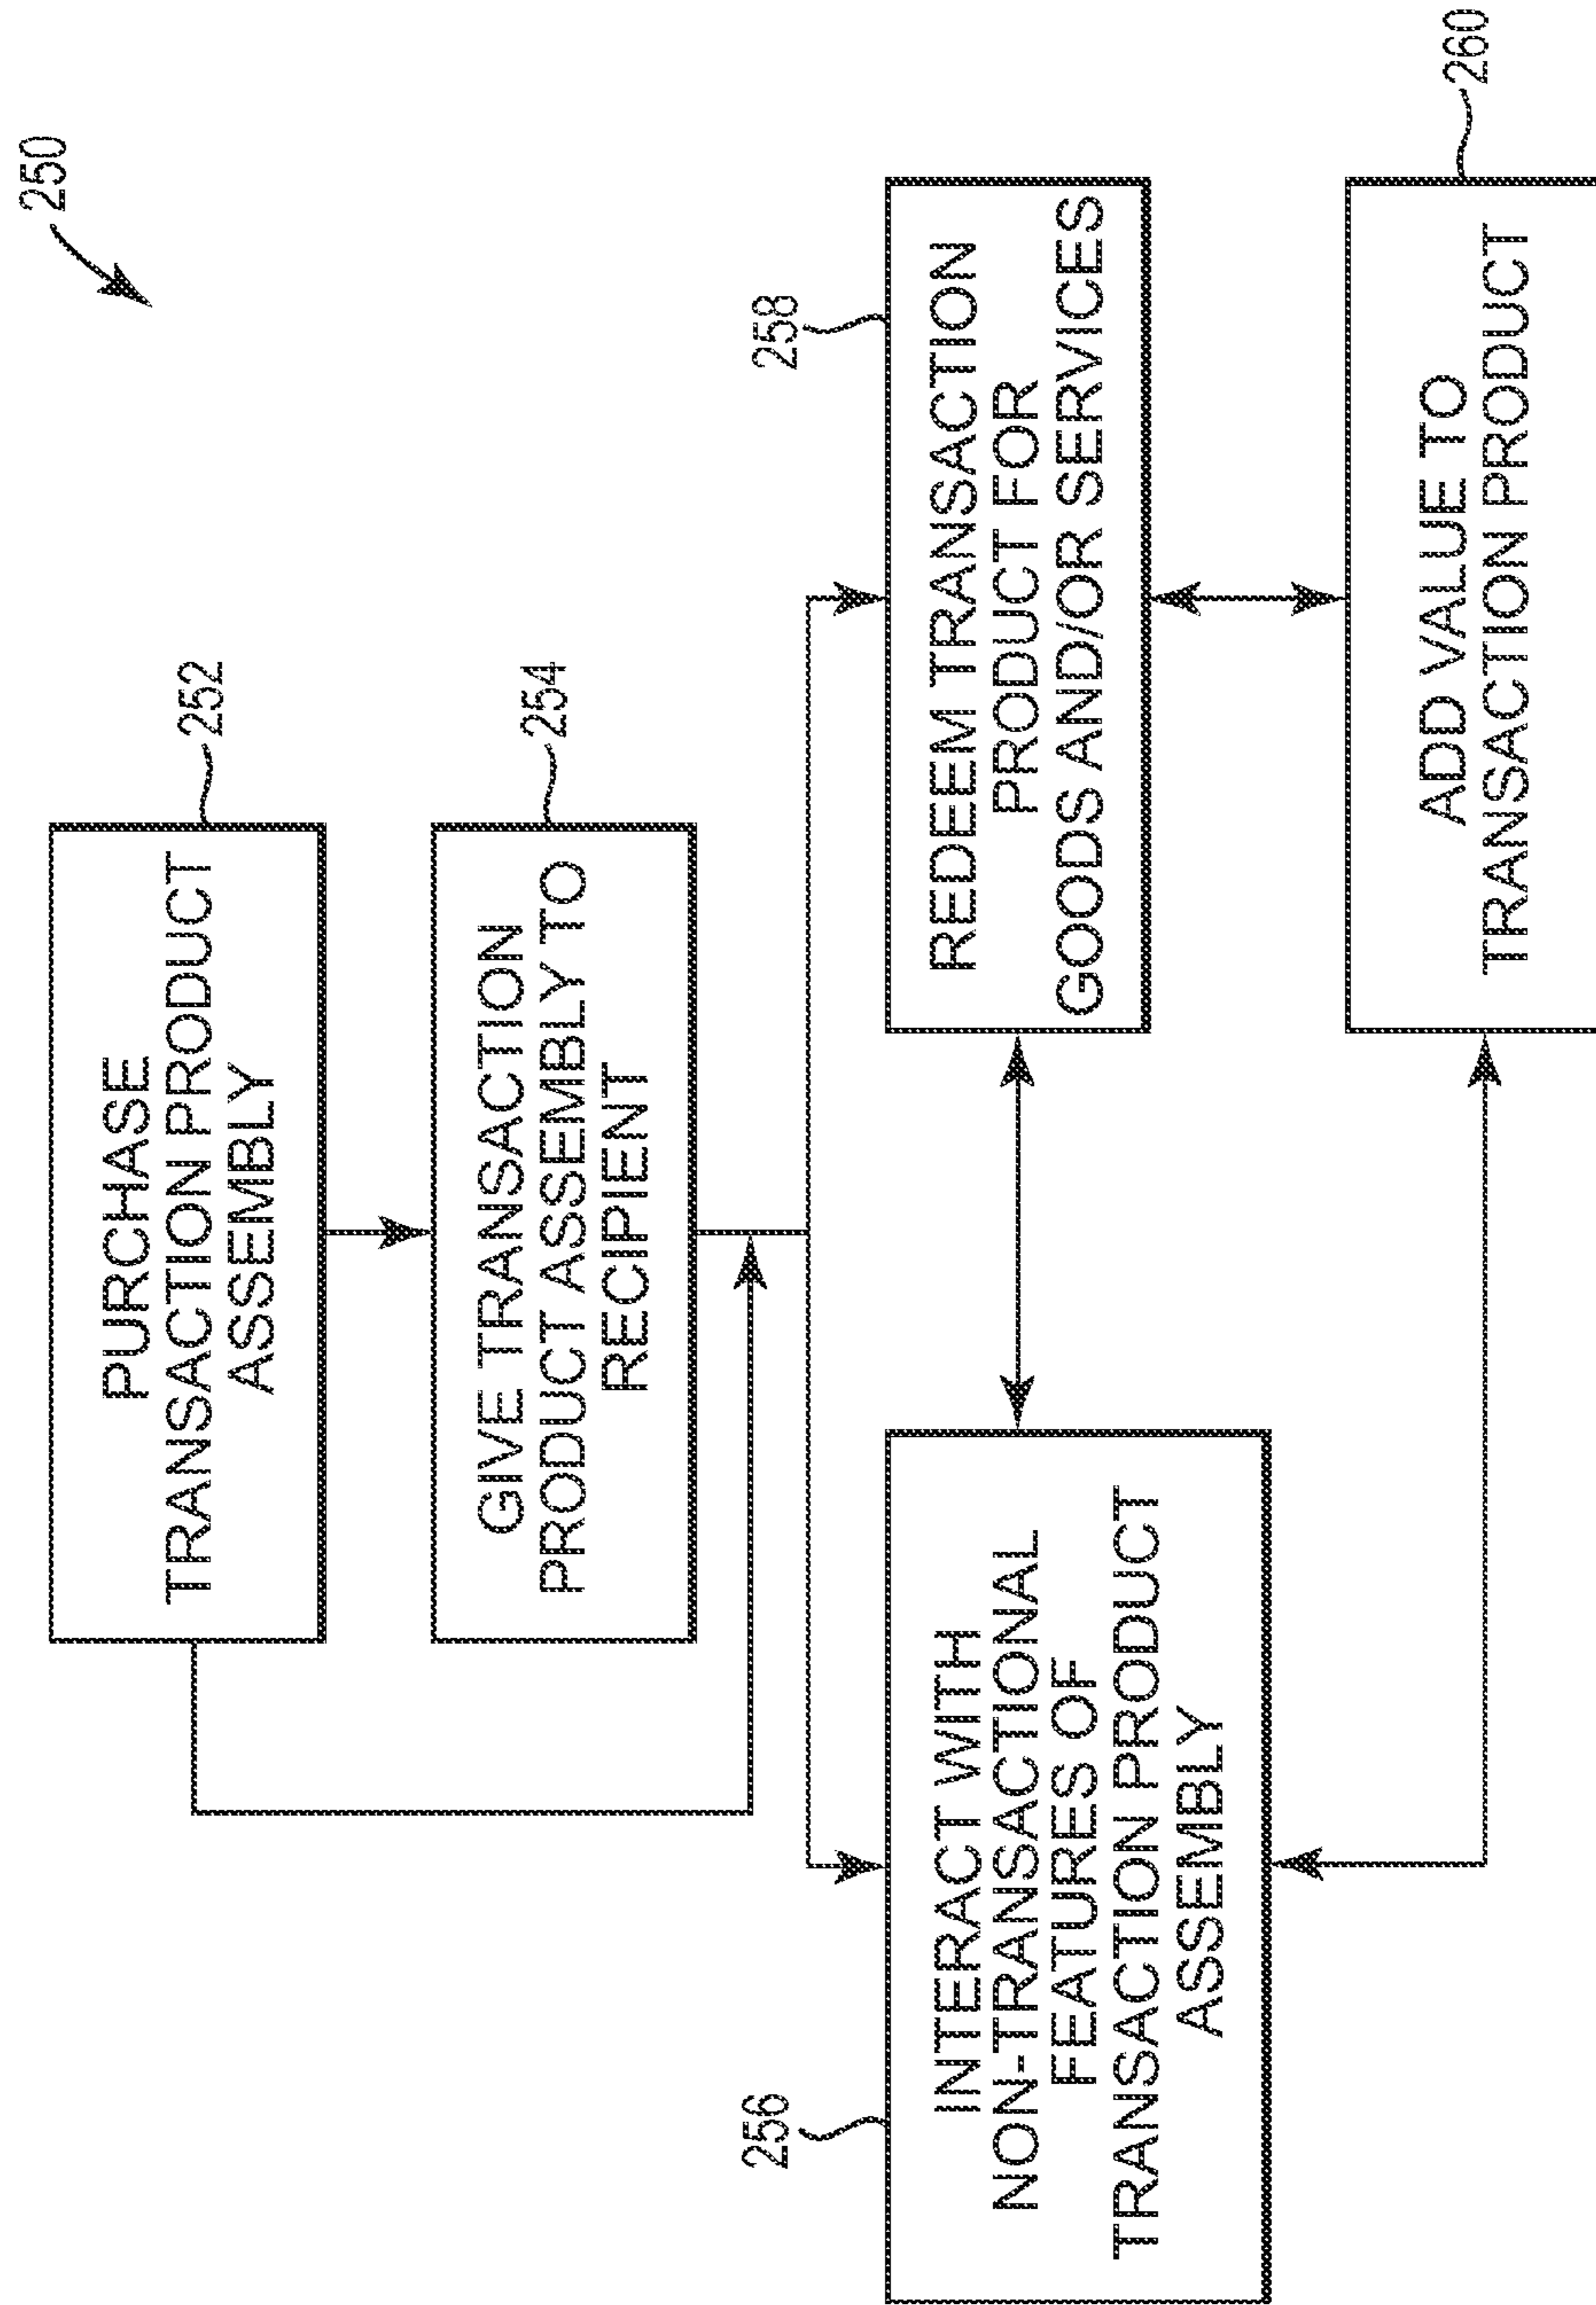 250
PURCHASE
TRANSACTION PRODUCT
ASSEMBLY
252
GIVE TRANSACTION
PRODUCT ASSEMBLY TO
RECIPIENT
254
256
INTERACT WITH
NON-TRANSACTIONAL
FEATURES OF
TRANSACTION PRODUCT
ASSEMBLY
258
REDEEM TRANSACTION
PRODUCT FOR
GOODS AND/OR SERVICES
ADD VALUE TO
TRANSACTION PRODUCT
260